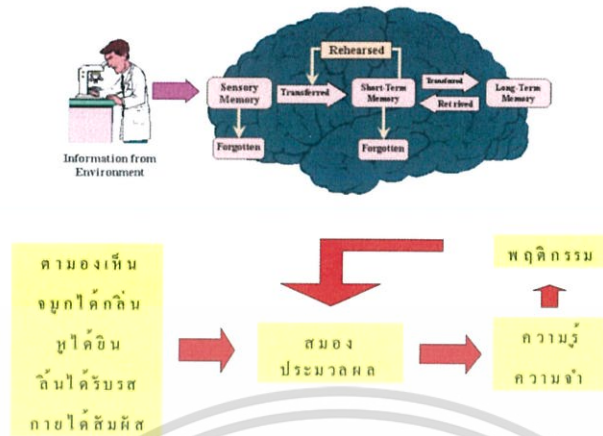 Rehearsed
Sensory
Memory
Transferred
Short-Term
Memory
Transferred
Retrived
Long-Term
Memory
Forgotten
Forgotten
Information from
Environment
ตามองเห็น
จมูกได้กลิ่น
หูได้ยิน
ลิ้นได้รับรส
กายได้สัมผัส
สมอง
ประมวลผล
พฤติกรรม
ความรู้
ความจำ